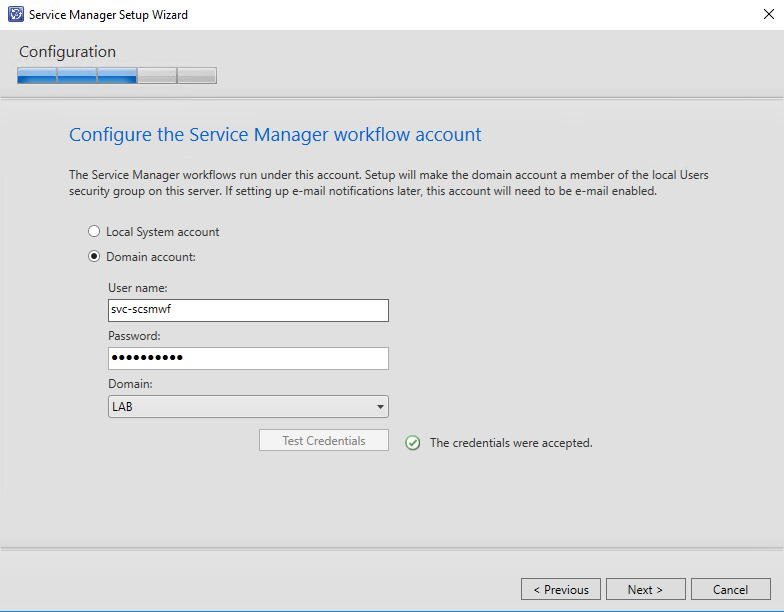 Service Manager Setup Wizard
Configuration
Configure the Service Manager workflow account
The Service Manager workflows run under this account. Setup will make the domain account a member of the local Users
security group on this server. If setting up e-mail notifications later, this account will need to be e-mail enabled.
Local System account
Domain account:
User name:
svc-scsmwf
Password:
●●●●●●●●●●
Domain:
LAB
Test Credentials
The credentials were accepted.
< Previous
Next >
Cancel